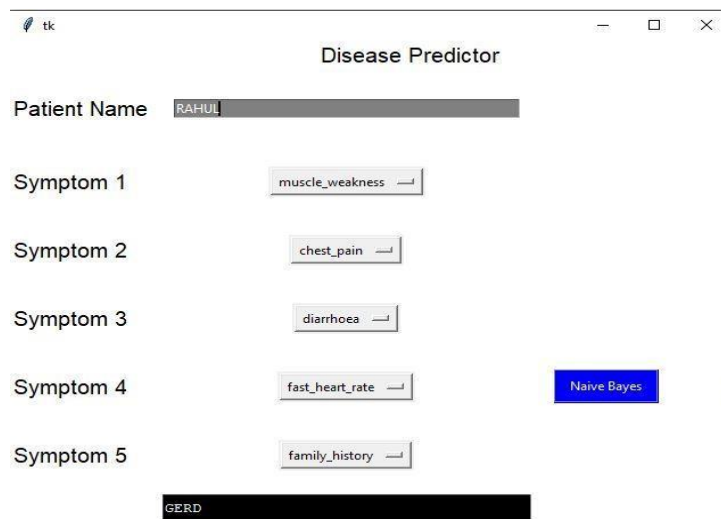 tk
Disease Predictor
Patient Name RAHUL
Symptom 1 muscle_weakness
Symptom 2 chest_pain
Symptom 3 diarrhoea
Symptom 4 fast_heart_rate Naive Bayes
Symptom 5 family_history
GERD